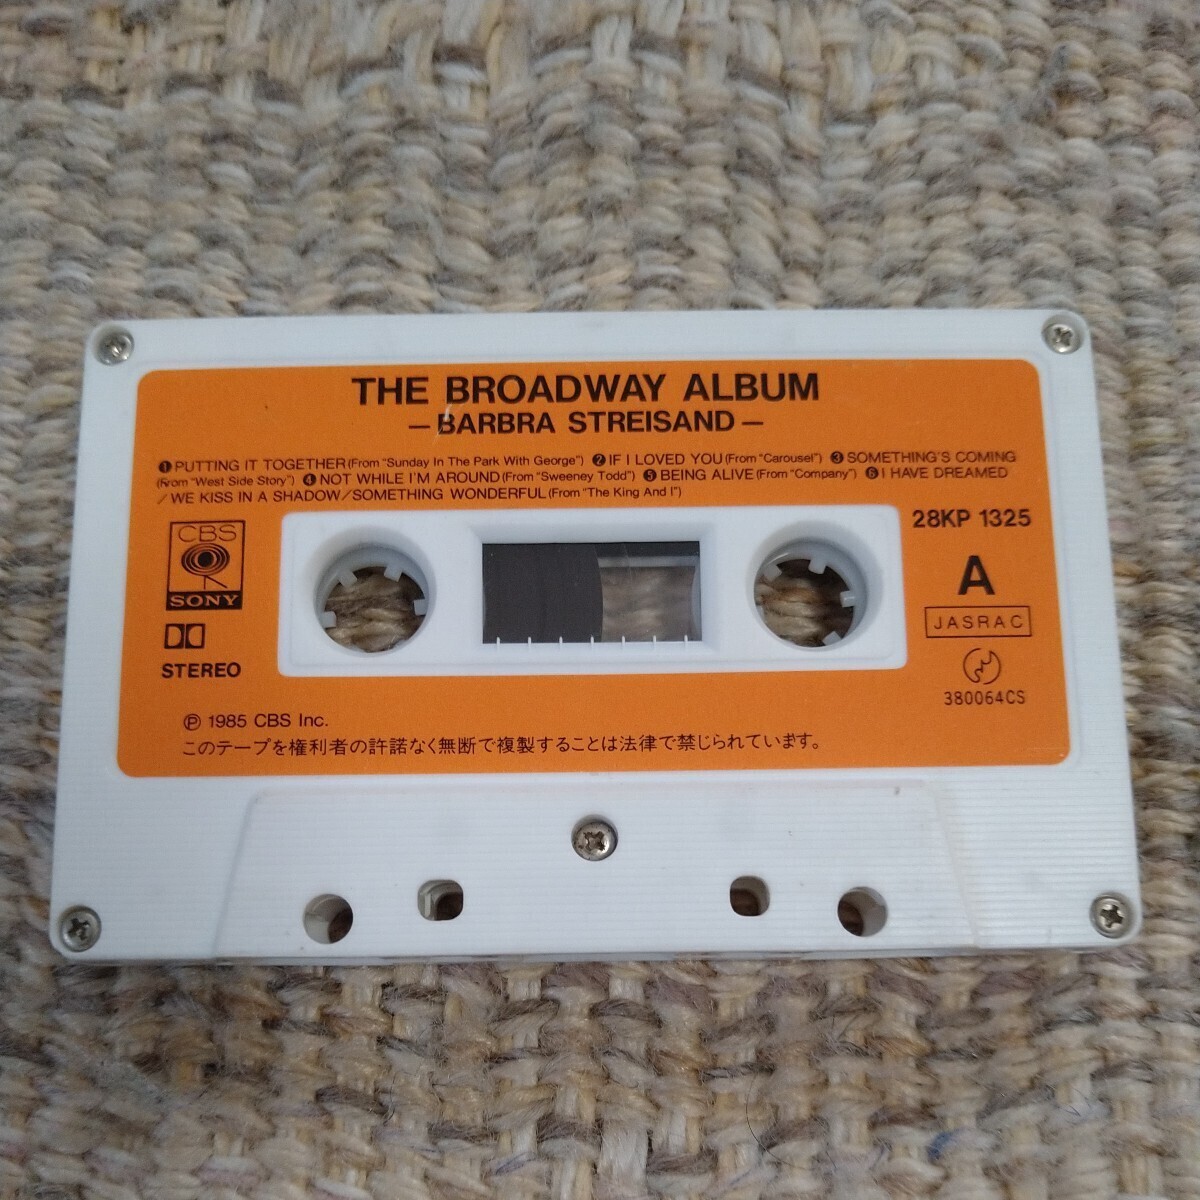 THE BROADWAY ALBUM
—BARBRA STREISAND—
❶PUTTING IT TOGETHER(From “Sunday In The Park With George”) ❷IF I LOVED YOU(From “Carousel”) ❸SOMETHING'S COMING
(From “West Side Story”) ❹NOT WHILE I'M AROUND(From “Sweeney Todd”) ❺BEING ALIVE(From “Company”) ❻I HAVE DREAMED
/WE KISS IN A SHADOW/SOMETHING WONDERFUL(From “The King And I”)
28KP 1325
CBS
SONY
A
JASRAC
STEREO
380064CS
Ⓟ 1985 CBS Inc.
このテープを権利者の許諾なく無断で複製することは法律で禁じられています。